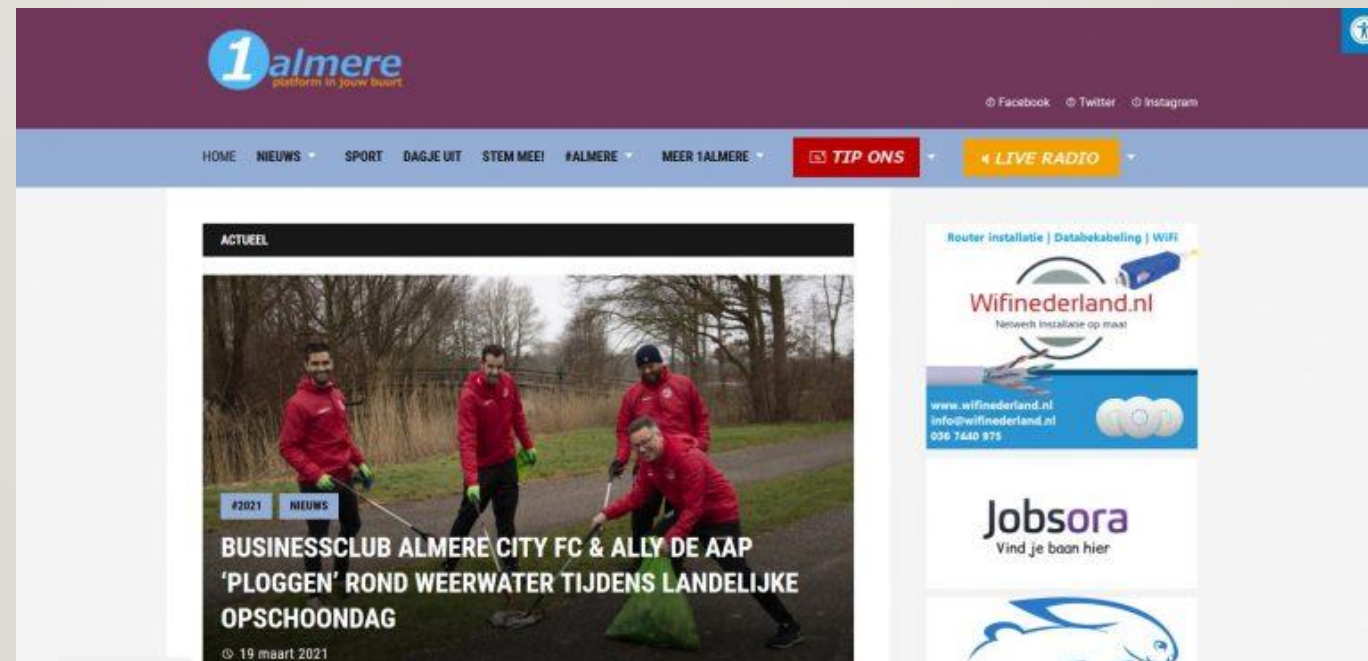 1almere
platform in jouw buurt
Facebook Twitter Instagram
HOME NIEUWS SPORT DAGJE UIT STEM MEE! #ALMERE MEER 1ALMERE TIP ONS LIVE RADIO
ACTUEEL
#2021 NIEUWS
BUSINESSCLUB ALMERE CITY FC & ALLY DE AAP
'PLOGGEN' ROND WEERWATER TIJDENS LANDELIJKE
OPSCHOONDAG
19 maart 2021
Router installatie | Databekabeling | WiFi
Wifinederland.nl
Netwerk installatie op maat
www.wifinederland.nl
info@wifinederland.nl
036 7440 975
Jobsora
Vind je baan hier